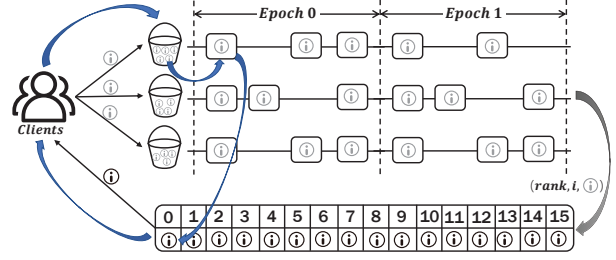 Epoch 0 Epoch 1
Clients
(rank, i, ⓘ)
0 1 2 3 4 5 6 7 8 9 10 11 12 13 14 15